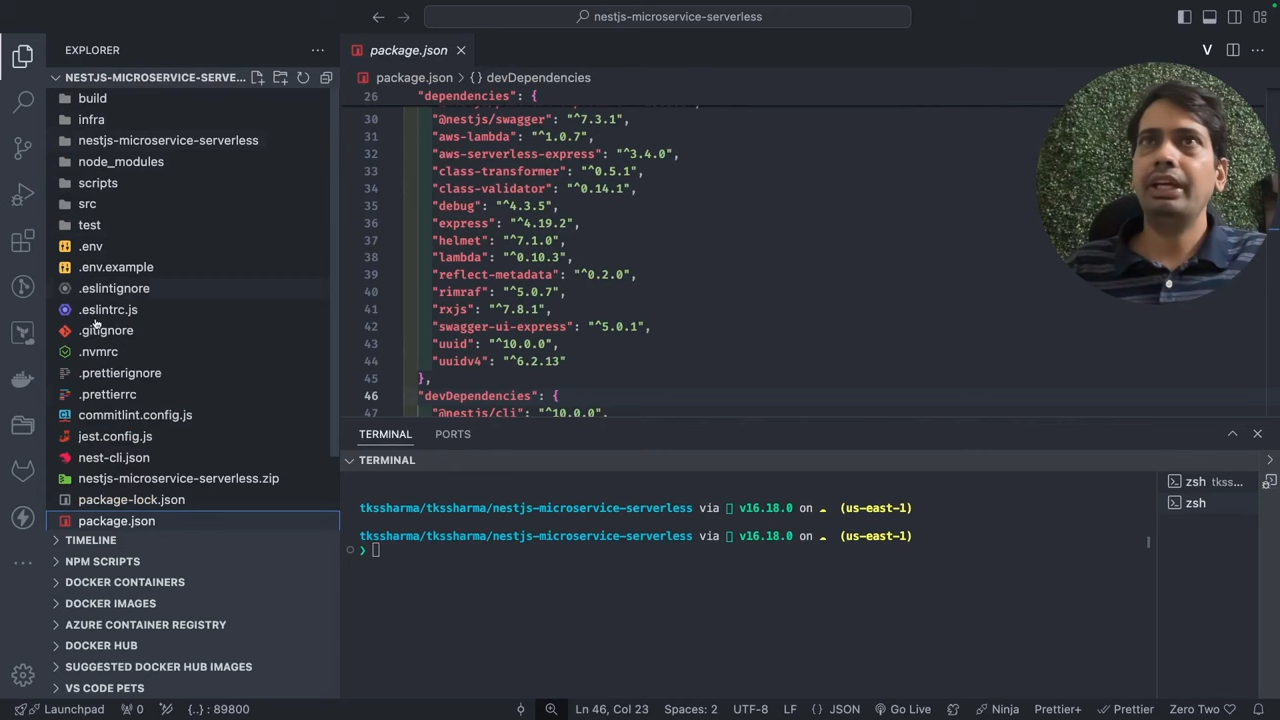 nestjs-microservice-serverless
EXPLORER
NESTJS-MICROSERVICE-SERVE...
build
infra
nestjs-microservice-serverless
node_modules
scripts
src
test
.env
.env.example
.eslintignore
.eslintrc.js
.gitignore
.nvmrc
.prettierignore
.prettierrc
commitlint.config.js
jest.config.js
nest-cli.json
nestjs-microservice-serverless.zip
package-lock.json
package.json
TIMELINE
NPM SCRIPTS
DOCKER CONTAINERS
DOCKER IMAGES
AZURE CONTAINER REGISTRY
DOCKER HUB
SUGGESTED DOCKER HUB IMAGES
VS CODE PETS
package.json
V
package.json > {} devDependencies
26 "dependencies": {
30 "@nestjs/swagger": "^7.3.1",
31 "aws-lambda": "^1.0.7",
32 "aws-serverless-express": "^3.4.0",
33 "class-transformer": "^0.5.1",
34 "class-validator": "^0.14.1",
35 "debug": "^4.3.5",
36 "express": "^4.19.2",
37 "helmet": "^7.1.0",
38 "lambda": "^0.10.3",
39 "reflect-metadata": "^0.2.0",
40 "rimraf": "^5.0.7",
41 "rxjs": "^7.8.1",
42 "swagger-ui-express": "^5.0.1",
43 "uuid": "^10.0.0",
44 "uuidv4": "^6.2.13"
45 },
46 "devDependencies": {
47 "@nestjs/cli": "^10.0.0",
TERMINAL PORTS
TERMINAL
tkssharma/tkssharma/nestjs-microservice-serverless via v16.18.0 on (us-east-1)
tkssharma/tkssharma/nestjs-microservice-serverless via v16.18.0 on (us-east-1)
❯
zsh tkss...
zsh
Launchpad 0 {..} : 89800 Ln 46, Col 23 Spaces: 2 UTF-8 LF {} JSON Go Live Ninja Prettier+ Prettier Zero Two